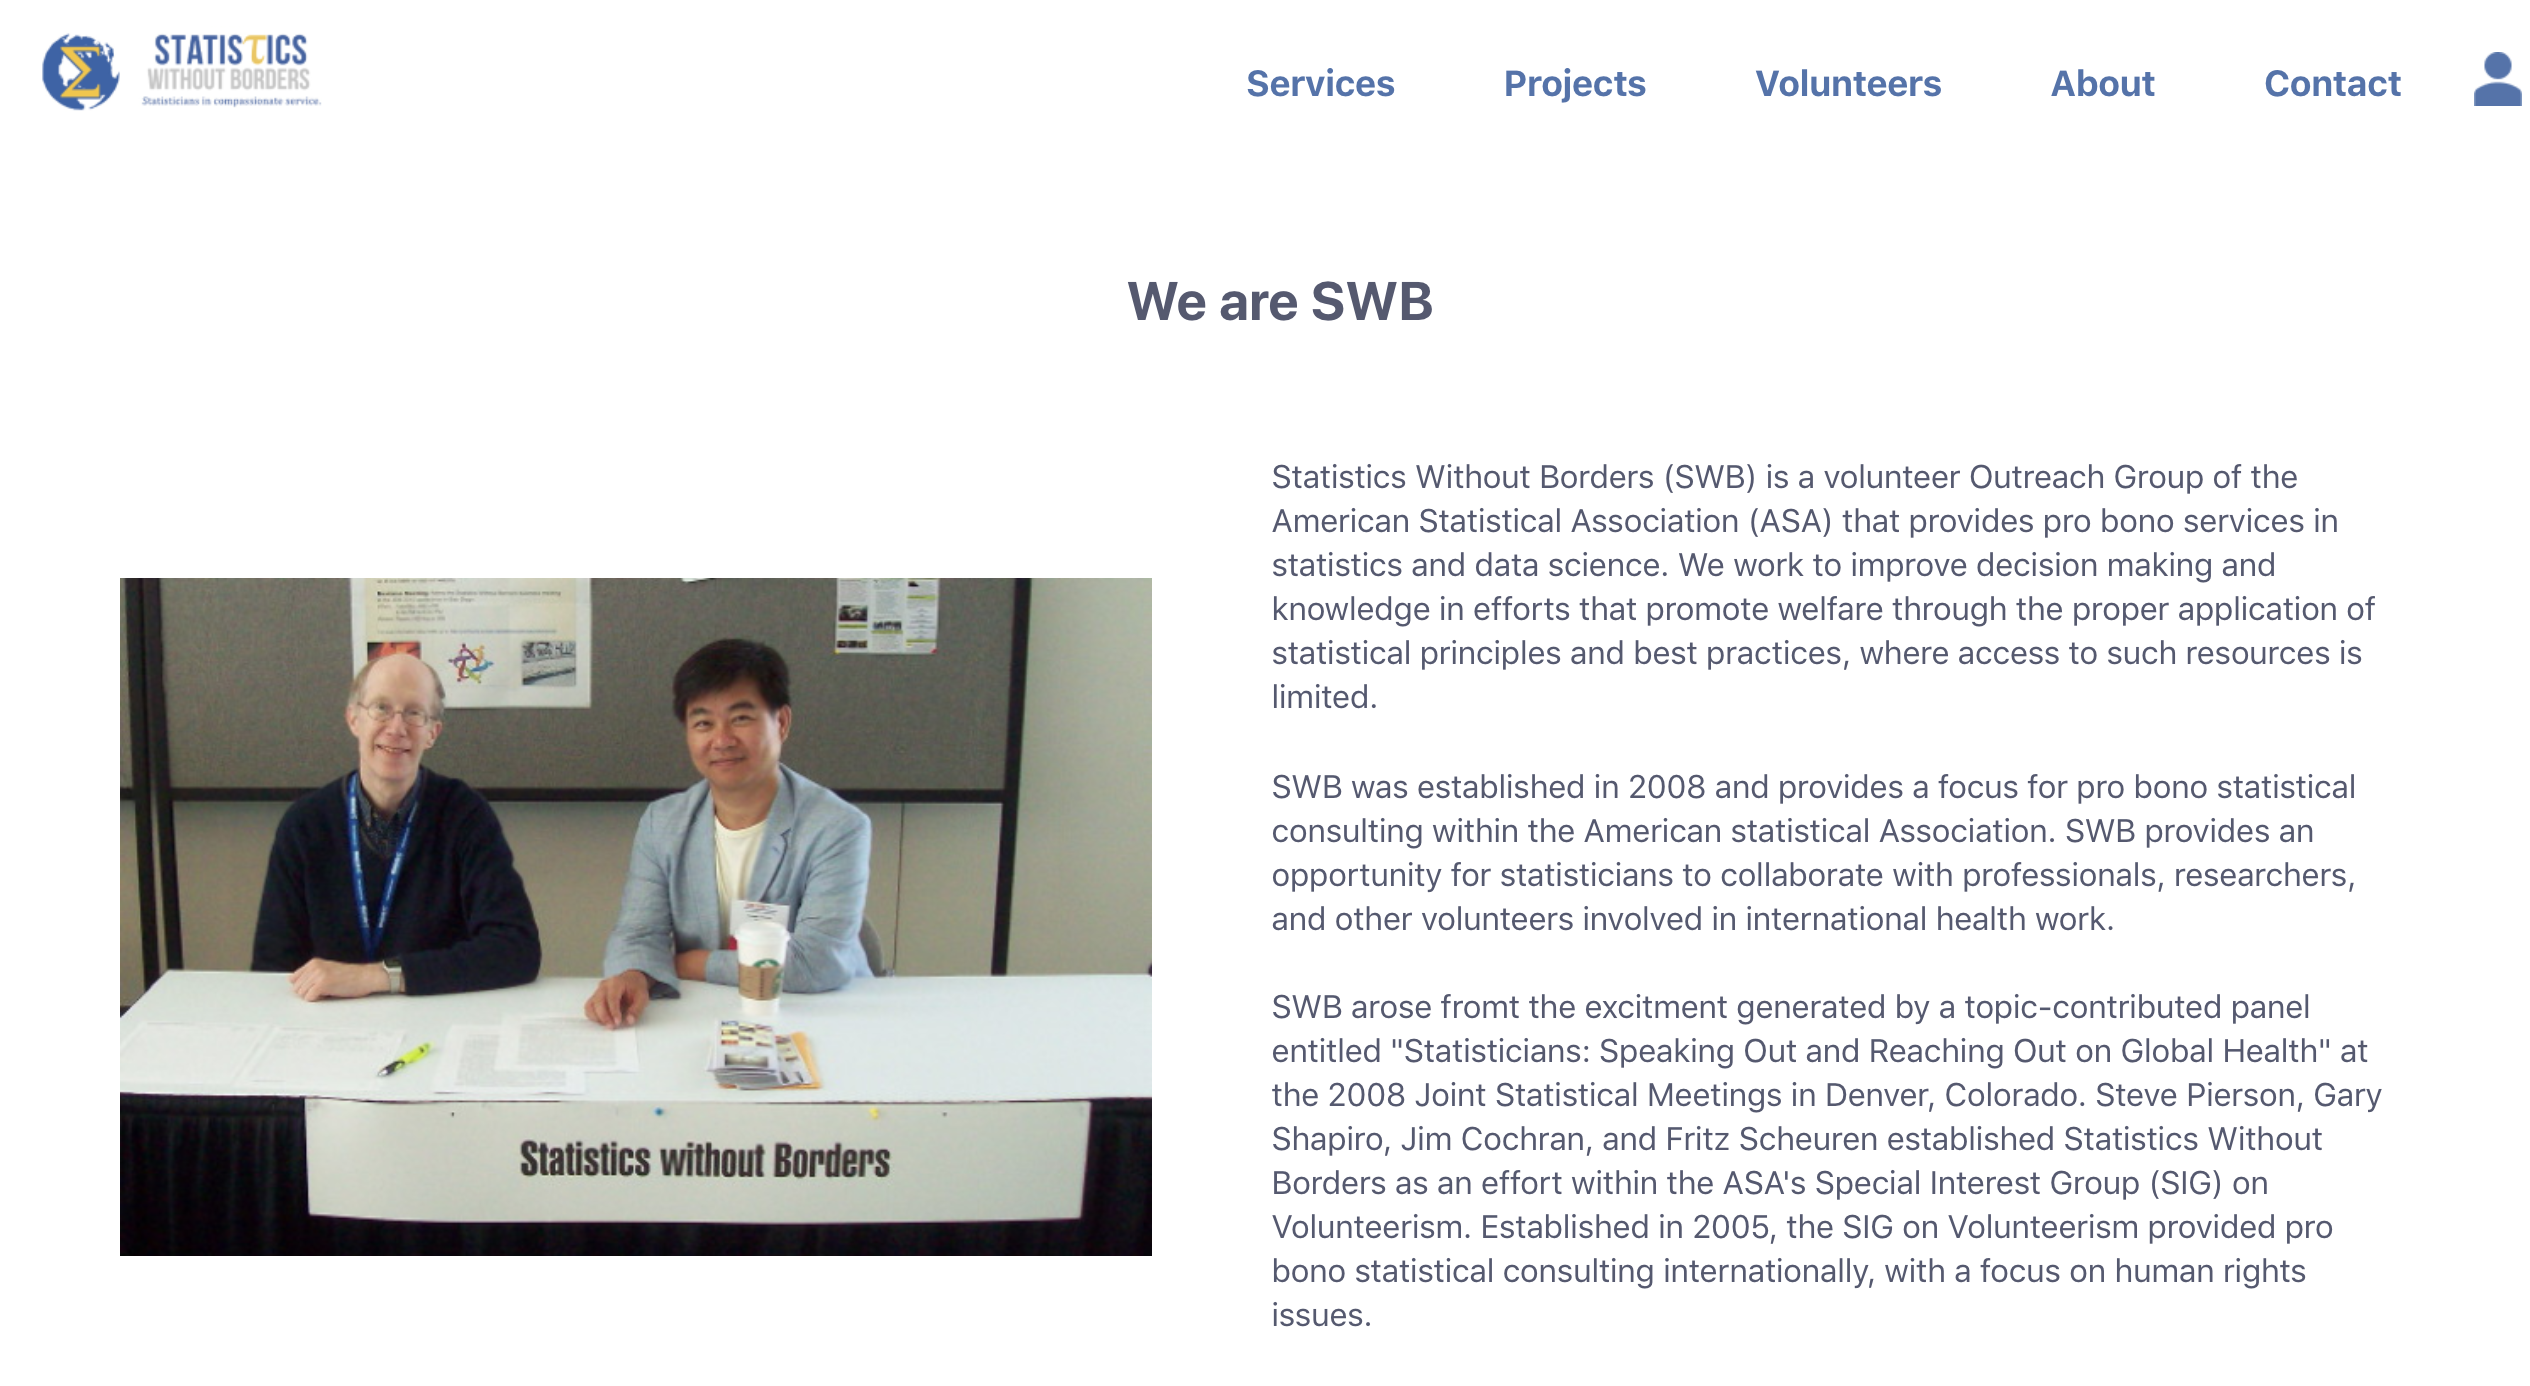 STATISTICS
WITHOUT BORDERS
Statisticians in compassionate service.
Services
Projects
Volunteers
About
Contact
We are SWB
Statistics Without Borders (SWB) is a volunteer Outreach Group of the
American Statistical Association (ASA) that provides pro bono services in
statistics and data science. We work to improve decision making and
knowledge in efforts that promote welfare through the proper application of
statistical principles and best practices, where access to such resources is
limited.
SWB was established in 2008 and provides a focus for pro bono statistical
consulting within the American statistical Association. SWB provides an
opportunity for statisticians to collaborate with professionals, researchers,
and other volunteers involved in international health work.
SWB arose fromt the excitment generated by a topic-contributed panel
entitled "Statisticians: Speaking Out and Reaching Out on Global Health" at
the 2008 Joint Statistical Meetings in Denver, Colorado. Steve Pierson, Gary
Shapiro, Jim Cochran, and Fritz Scheuren established Statistics Without
Borders as an effort within the ASA's Special Interest Group (SIG) on
Volunteerism. Established in 2005, the SIG on Volunteerism provided pro
bono statistical consulting internationally, with a focus on human rights
issues.
Statistics without Borders